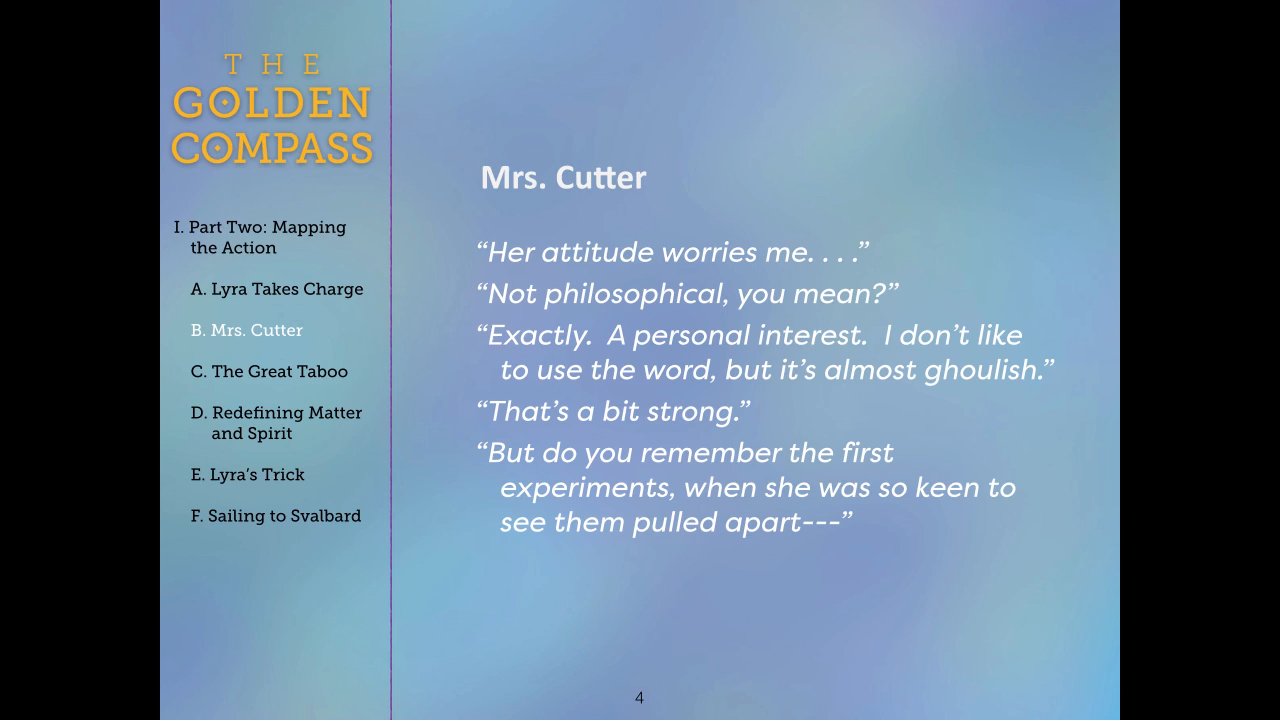 THE
GOLDEN
COMPASS
I. Part Two: Mapping
the Action
A. Lyra Takes Charge
B. Mrs. Cutter
C. The Great Taboo
D. Redefining Matter
and Spirit
E. Lyra’s Trick
F. Sailing to Svalbard
Mrs. Cutter
“Her attitude worries me. . . .”
“Not philosophical, you mean?”
“Exactly.  A personal interest.  I don’t like
to use the word, but it’s almost ghoulish.”
“That’s a bit strong.”
“But do you remember the first
experiments, when she was so keen to
see them pulled apart---”
4